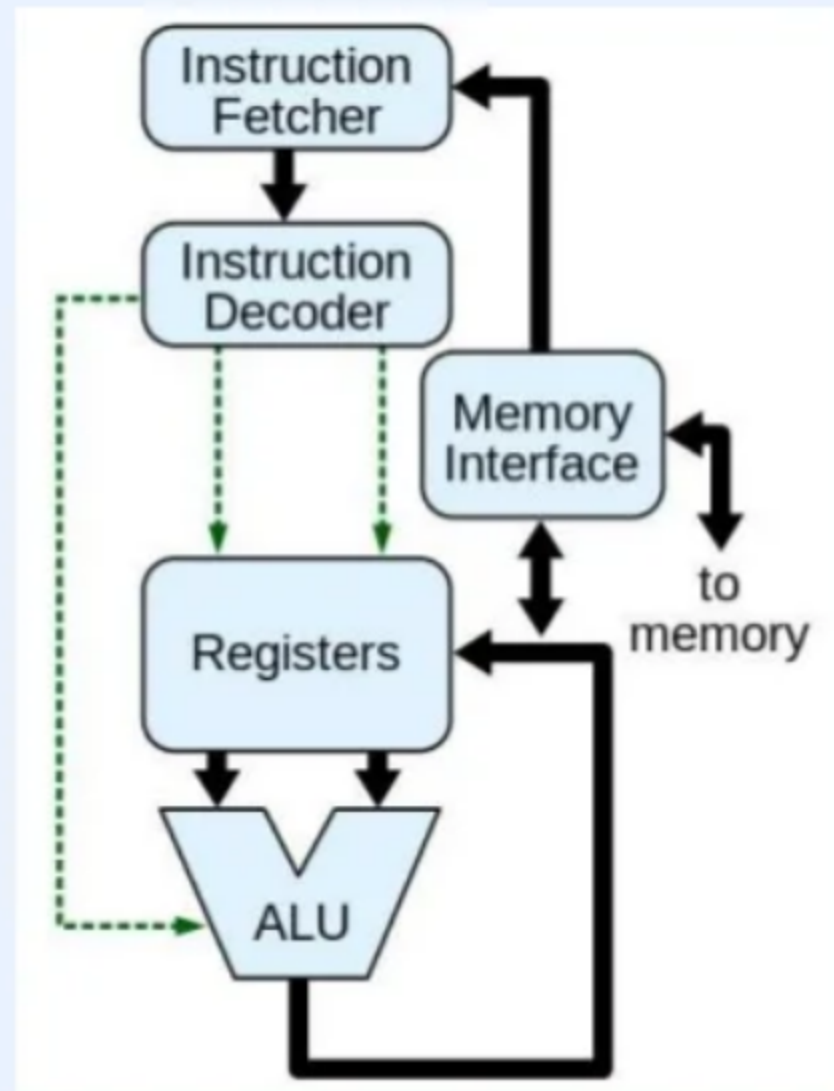 Instruction
Fetcher
Instruction
Decoder
Memory
Interface
to
memory
Registers
ALU